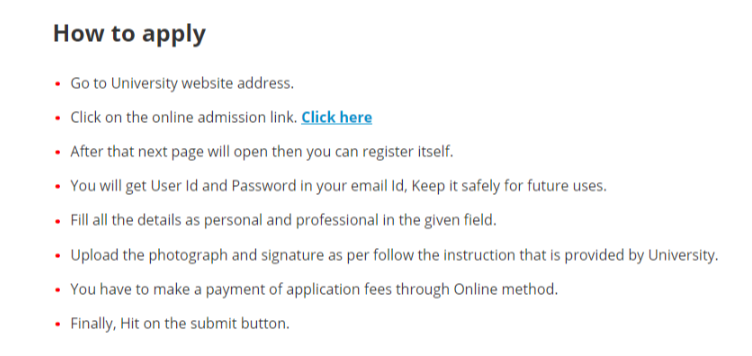 How to apply
Go to University website address.
Click on the online admission link. Click here
After that next page will open then you can register itself.
You will get User Id and Password in your email Id, Keep it safely for future uses.
Fill all the details as personal and professional in the given field.
Upload the photograph and signature as per follow the instruction that is provided by University.
You have to make a payment of application fees through Online method.
Finally, Hit on the submit button.